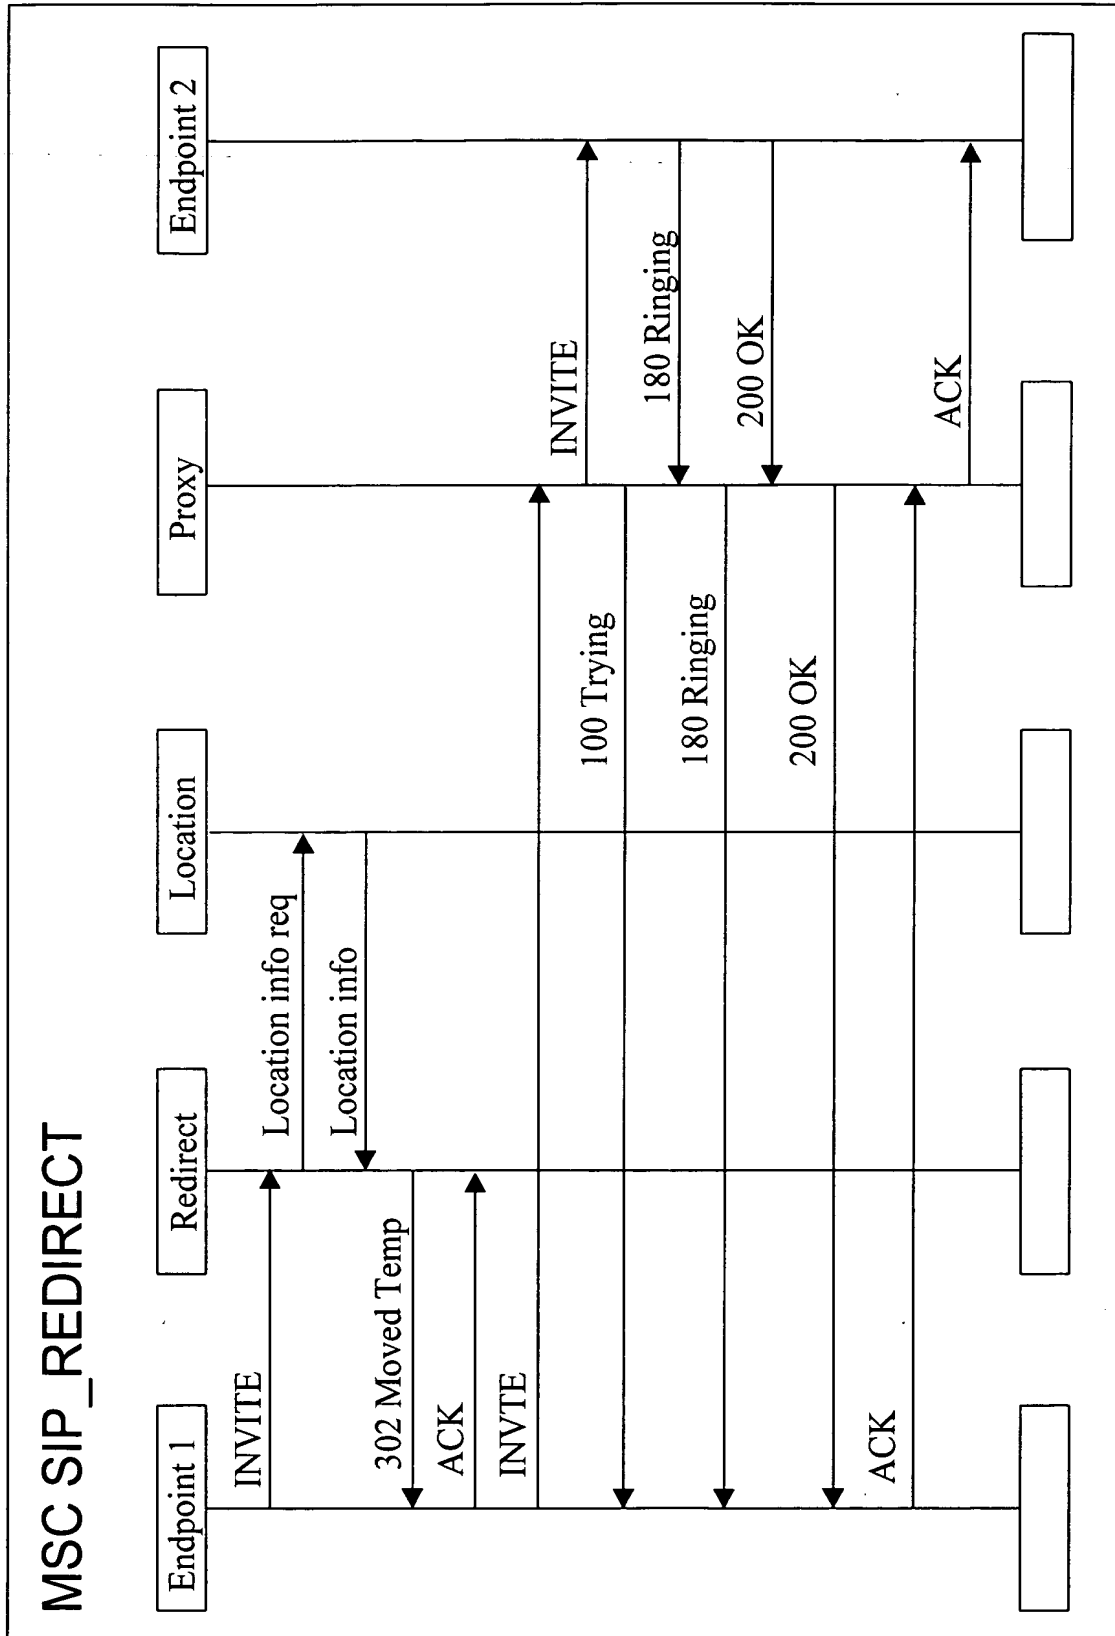 MSC SIP_REDIRECT
Endpoint 1
Redirect
Location
Proxy
Endpoint 2
INVITE
Location info req
Location info
302 Moved Temp
ACK
INVTE
INVITE
100 Trying
180 Ringing
180 Ringing
200 OK
200 OK
ACK
ACK